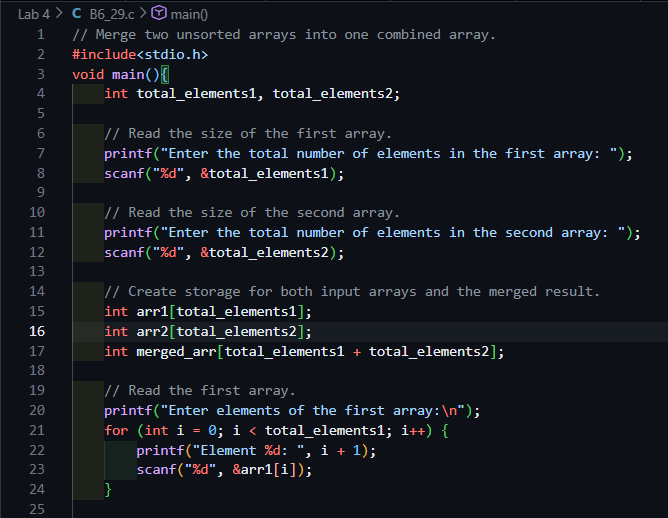 Lab 4 > C B6_29.c > main()
1 // Merge two unsorted arrays into one combined array.
2 #include<stdio.h>
3 void main(){
4 int total_elements1, total_elements2;
5
6 // Read the size of the first array.
7 printf("Enter the total number of elements in the first array: ");
8 scanf("%d", &total_elements1);
9
10 // Read the size of the second array.
11 printf("Enter the total number of elements in the second array: ");
12 scanf("%d", &total_elements2);
13
14 // Create storage for both input arrays and the merged result.
15 int arr1[total_elements1];
16 int arr2[total_elements2];
17 int merged_arr[total_elements1 + total_elements2];
18
19 // Read the first array.
20 printf("Enter elements of the first array:\n");
21 for (int i = 0; i < total_elements1; i++) {
22 printf("Element %d: ", i + 1);
23 scanf("%d", &arr1[i]);
24 }
25